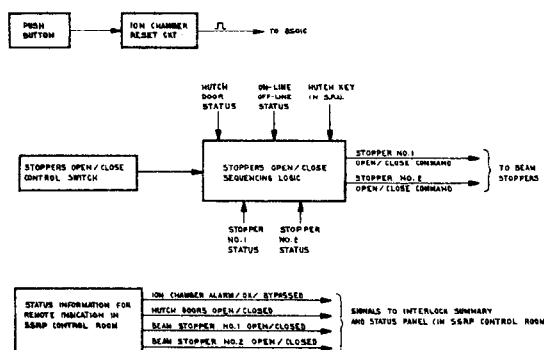 PUSH
BUTTON
ION CHAMBER
RESET CKT
TO BSOIC
HUTCH
DOOR
STATUS
ON-LINE
OFF-LINE
STATUS
HUTCH KEY
IN S.P.U.
STOPPERS OPEN/CLOSE
CONTROL SWITCH
STOPPERS OPEN/CLOSE
SEQUENCING LOGIC
STOPPER NO.1
OPEN/CLOSE COMMAND
STOPPER NO. 2
OPEN/CLOSE COMMAND
TO BEAM
STOPPERS
STOPPER
NO.1
STATUS
STOPPER
NO.2
STATUS
STATUS INFORMATION FOR
REMOTE INDICATION IN
SSRP CONTROL ROOM
ION CHAMBER ALARM/OK/ BYPASSED
HUTCH DOORS OPEN/CLOSED
BEAM STOPPER NO.1 OPEN/CLOSED
BEAM STOPPER NO.2 OPEN/CLOSED
SIGNALS TO INTERLOCK SUMMARY
AND STATUS PANEL (IN SSRP CONTROL ROOM